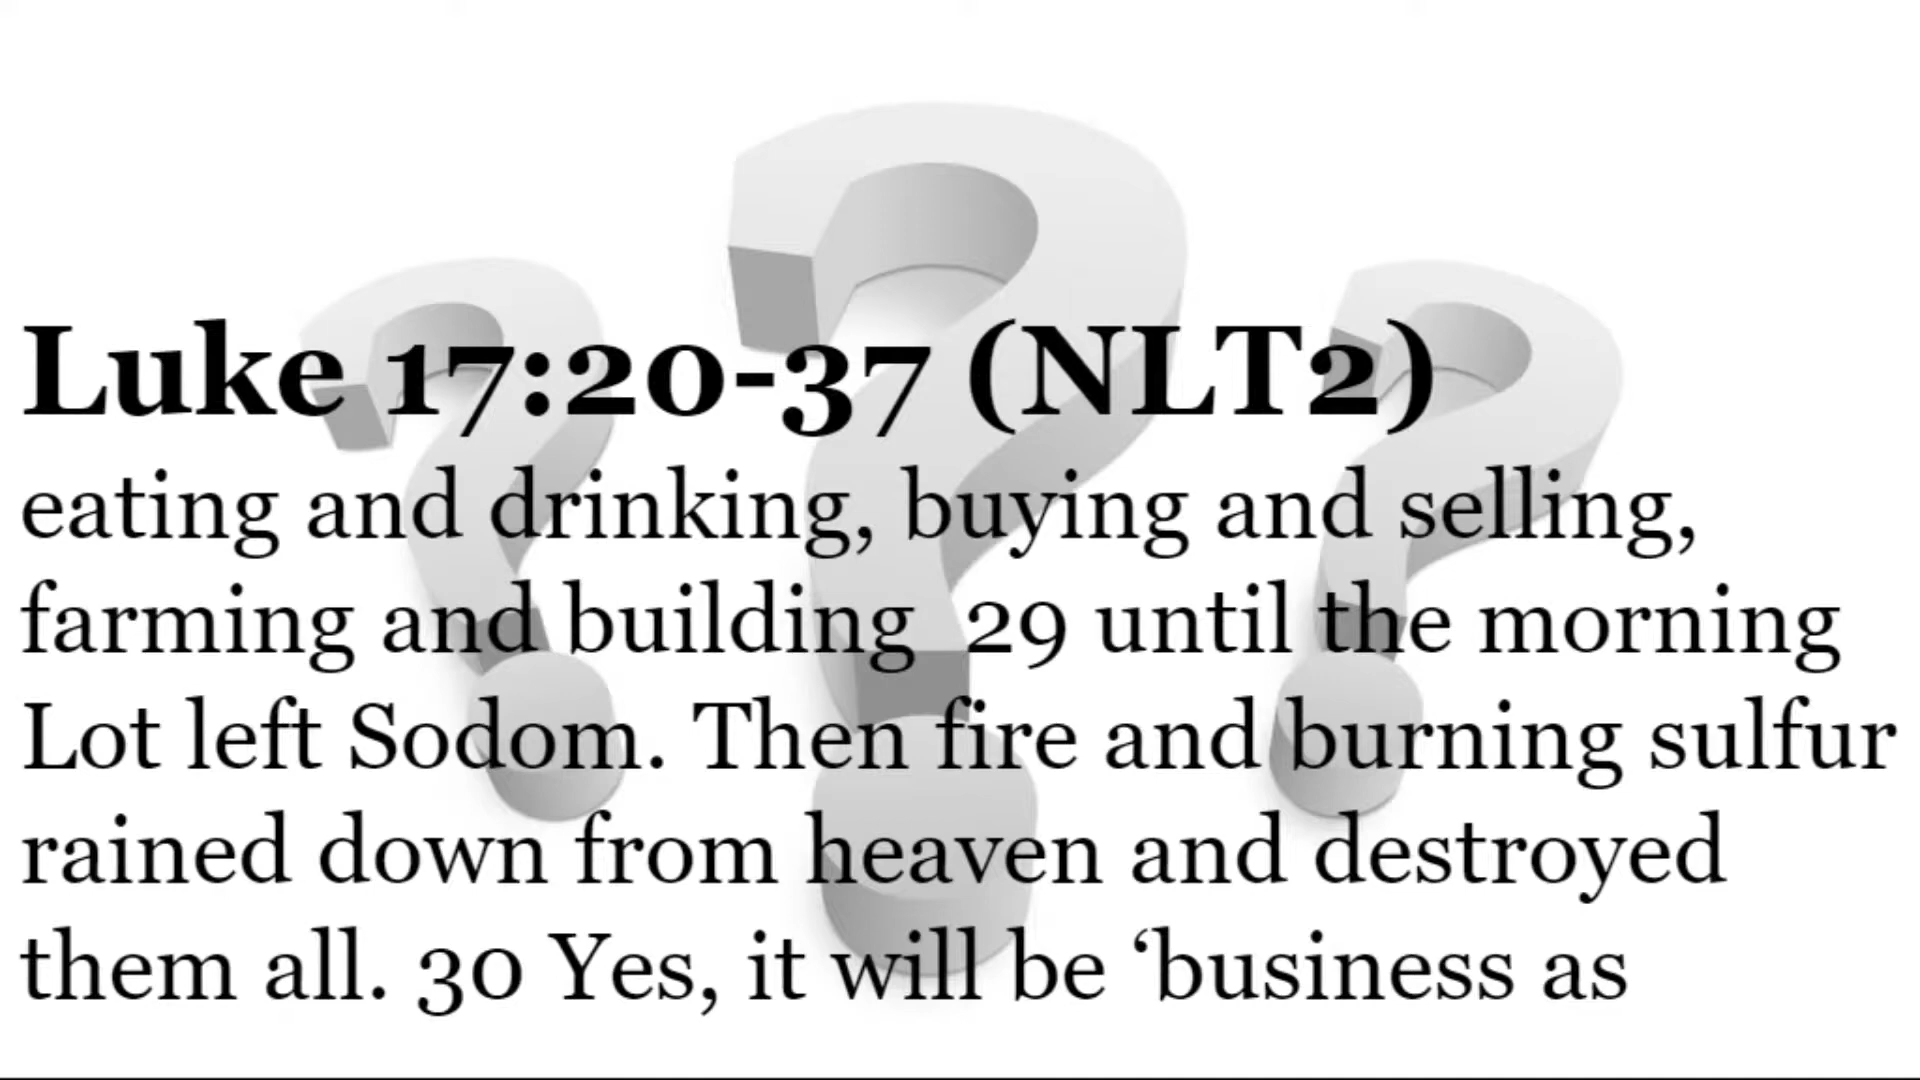 Luke 17:20-37 (NLT2)
eating and drinking, buying and selling,
farming and building  29 until the morning
Lot left Sodom. Then fire and burning sulfur
rained down from heaven and destroyed
them all. 30 Yes, it will be ‘business as